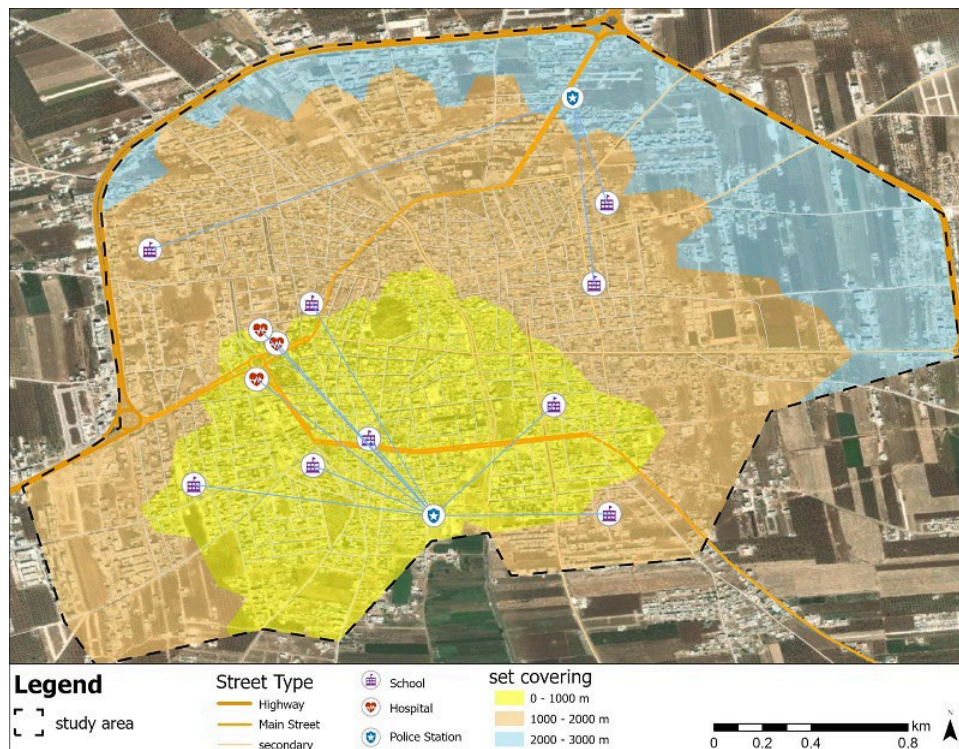 Legend
study area
Street Type
Highway
Main Street
secondary
School
Hospital
Police Station
set covering
0 - 1000 m
1000 - 2000 m
2000 - 3000 m
0 0.2 0.4 0.8
km
N